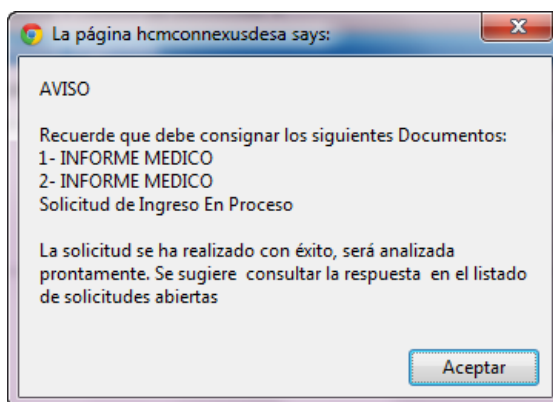 La página hcmconnexusdesa says:
AVISO
Recuerde que debe consignar los siguientes Documentos:
1- INFORME MEDICO
2- INFORME MEDICO
Solicitud de Ingreso En Proceso
La solicitud se ha realizado con éxito, será analizada
prontamente. Se sugiere consultar la respuesta en el listado
de solicitudes abiertas
Aceptar